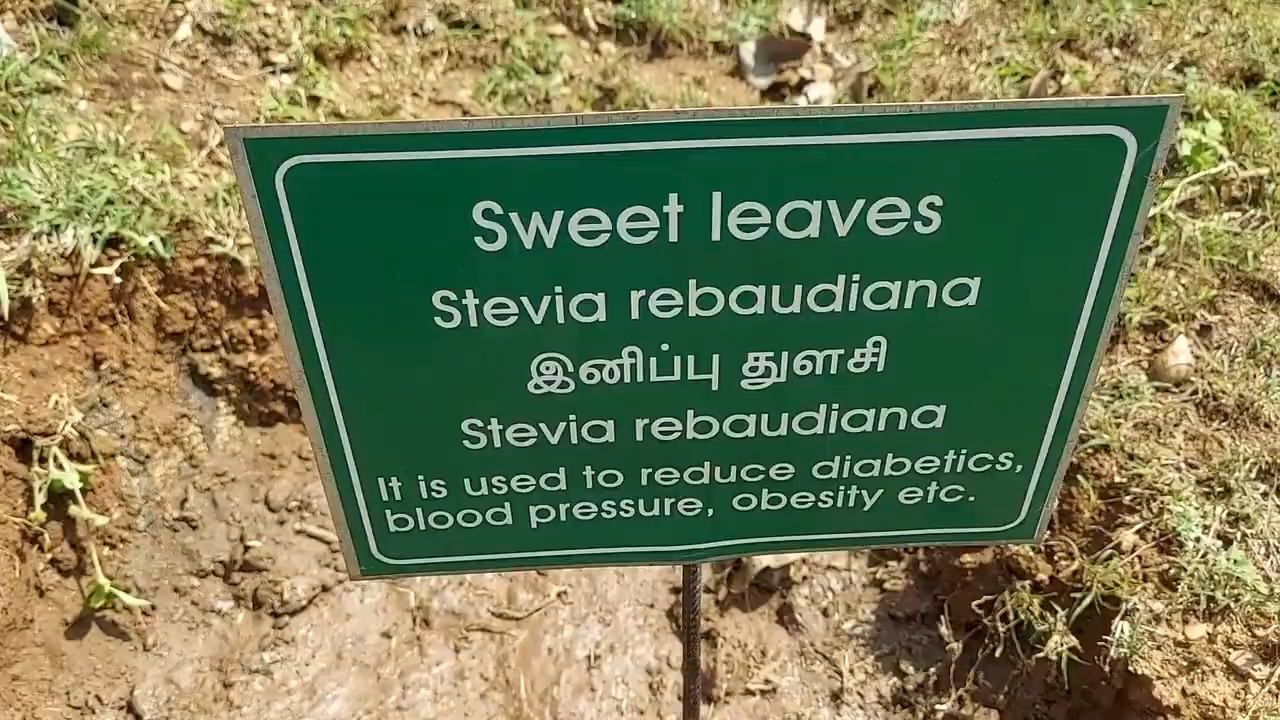 Sweet leaves
Stevia rebaudiana
இனிப்பு துளசி
Stevia rebaudiana
It is used to reduce diabetics,
blood pressure, obesity etc.